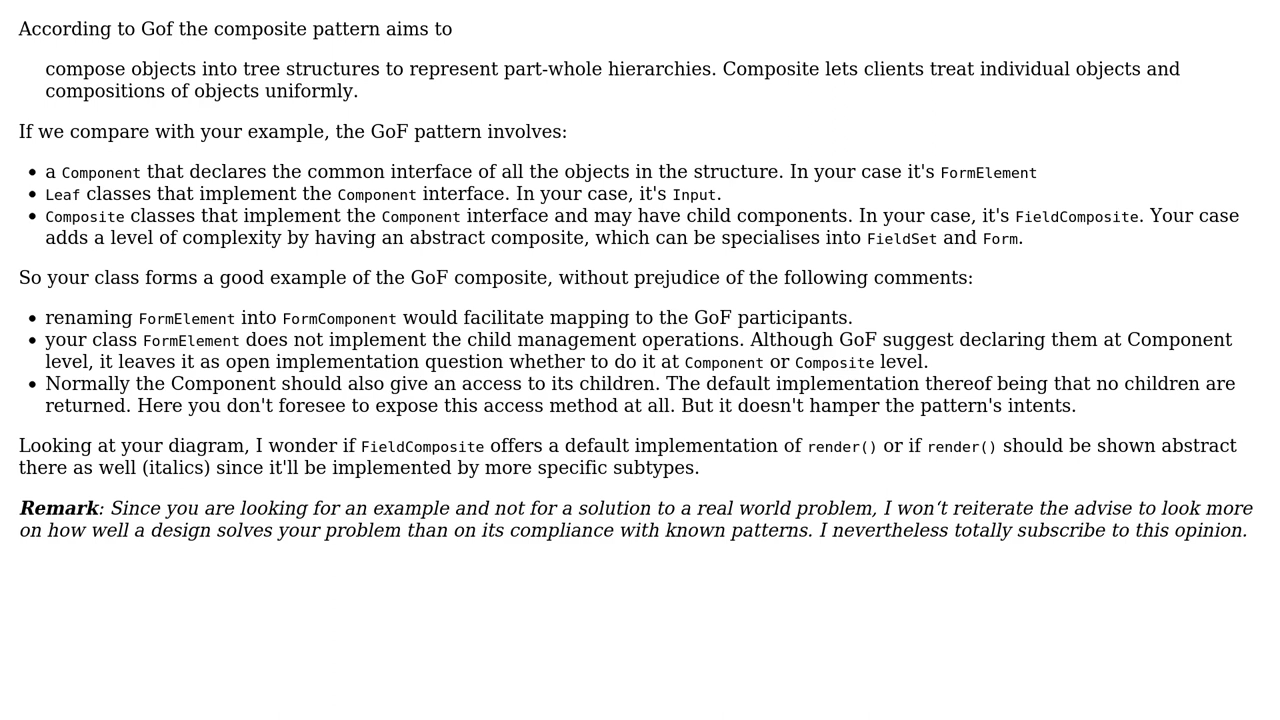 According to Gof the composite pattern aims to
compose objects into tree structures to represent part-whole hierarchies. Composite lets clients treat individual objects and
compositions of objects uniformly.
If we compare with your example, the GoF pattern involves:
• a Component that declares the common interface of all the objects in the structure. In your case it's FormElement
• Leaf classes that implement the Component interface. In your case, it's Input.
• Composite classes that implement the Component interface and may have child components. In your case, it's FieldComposite. Your case
adds a level of complexity by having an abstract composite, which can be specialises into FieldSet and Form.
So your class forms a good example of the GoF composite, without prejudice of the following comments:
• renaming FormElement into FormComponent would facilitate mapping to the GoF participants.
• your class FormElement does not implement the child management operations. Although GoF suggest declaring them at Component
level, it leaves it as open implementation question whether to do it at Component or Composite level.
• Normally the Component should also give an access to its children. The default implementation thereof being that no children are
returned. Here you don't foresee to expose this access method at all. But it doesn't hamper the pattern's intents.
Looking at your diagram, I wonder if FieldComposite offers a default implementation of render() or if render() should be shown abstract
there as well (italics) since it'll be implemented by more specific subtypes.
Remark: Since you are looking for an example and not for a solution to a real world problem, I won‘t reiterate the advise to look more
on how well a design solves your problem than on its compliance with known patterns. I nevertheless totally subscribe to this opinion.